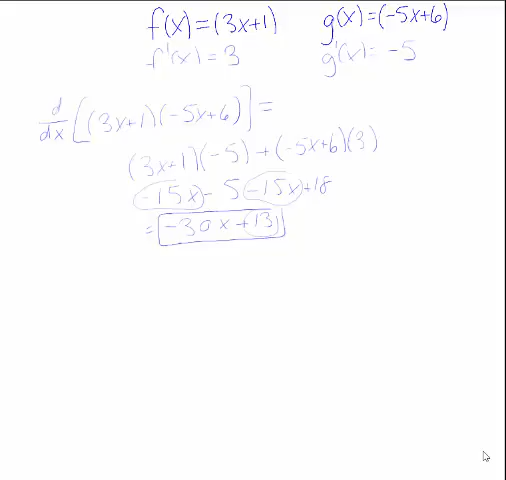 f(x)=(3x+1) g(x)=(-5x+6)
f'(x)=3 g'(x)=-5
d/dx[(3x+1)(-5x+6)]=
(3x+1)(-5)+(-5x+6)(3)
-15x-5-15x+18
=-30x+13